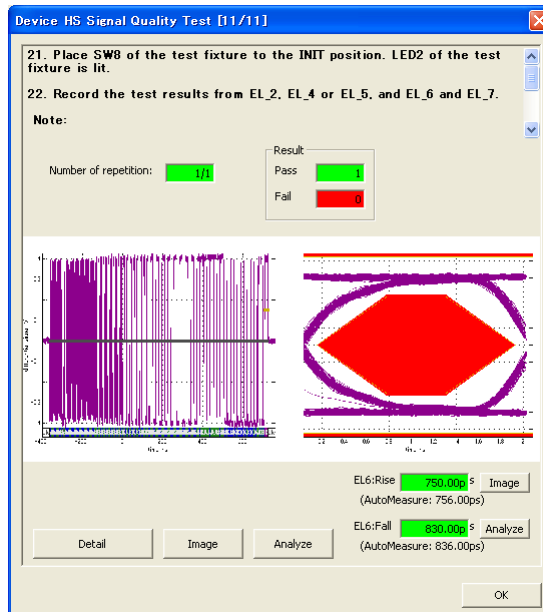 Device HS Signal Quality Test [11/11]
21. Place SW8 of the test fixture to the INIT position. LED2 of the test
fixture is lit.
22. Record the test results from EL_2, EL_4 or EL_5, and EL_6 and EL_7.
Note:
Result
Number of repetition: 1/1
Pass 1
Fail 0
EL6:Rise 750.00p s Image
(AutoMeasure: 756.00ps)
EL6:Fall 830.00p s Analyze
(AutoMeasure: 836.00ps)
Detail Image Analyze
OK